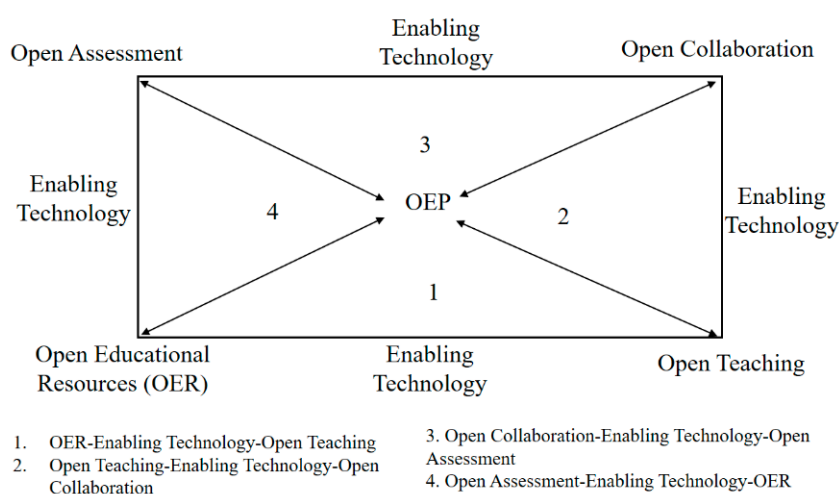 Enabling
Technology
Open Assessment
Open Collaboration
3
Enabling
Technology
4
OEP
2
Enabling
Technology
1
Open Educational
Resources (OER)
Enabling
Technology
Open Teaching
1. OER-Enabling Technology-Open Teaching
2. Open Teaching-Enabling Technology-Open
Collaboration
3. Open Collaboration-Enabling Technology-Open
Assessment
4. Open Assessment-Enabling Technology-OER